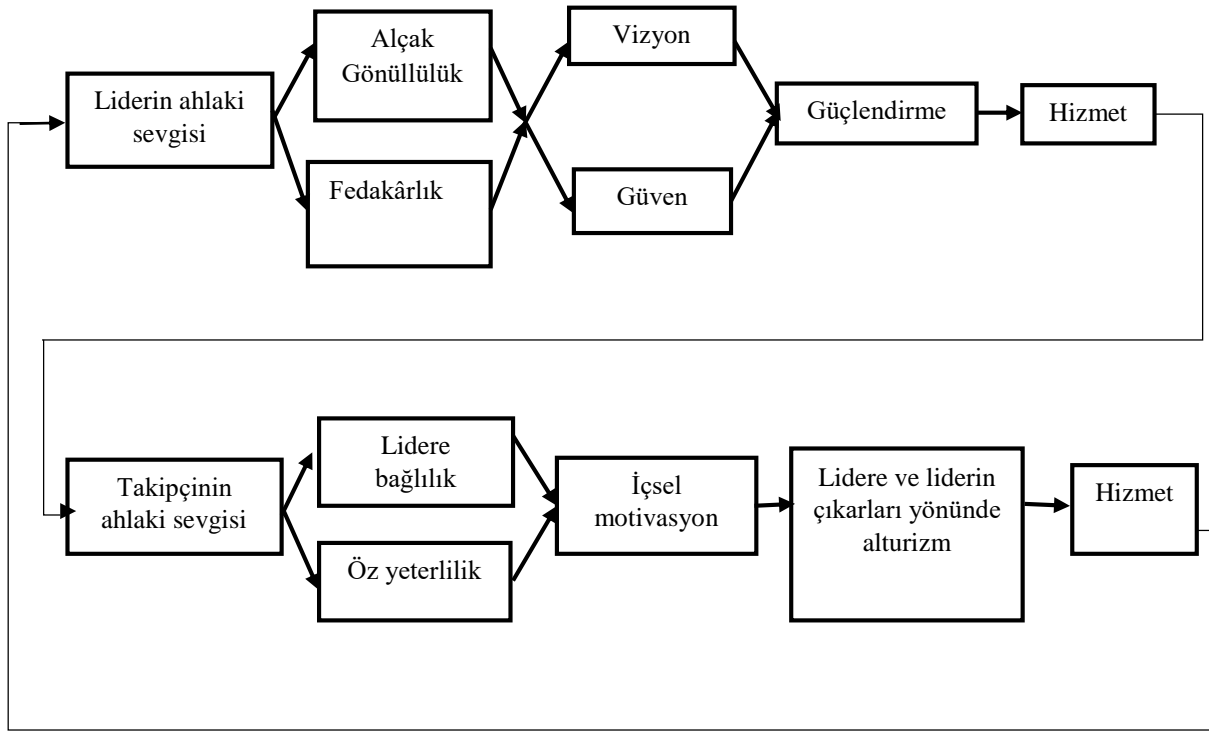 Liderin ahlaki
sevgisi
Alçak
Gönüllülük
Fedakârlık
Vizyon
Güven
Güçlendirme
Hizmet
Takipçinin
ahlaki sevgisi
Lidere
bağlılık
Öz yeterlilik
İçsel
motivasyon
Lidere ve liderin
çıkarları yönünde
alturizm
Hizmet